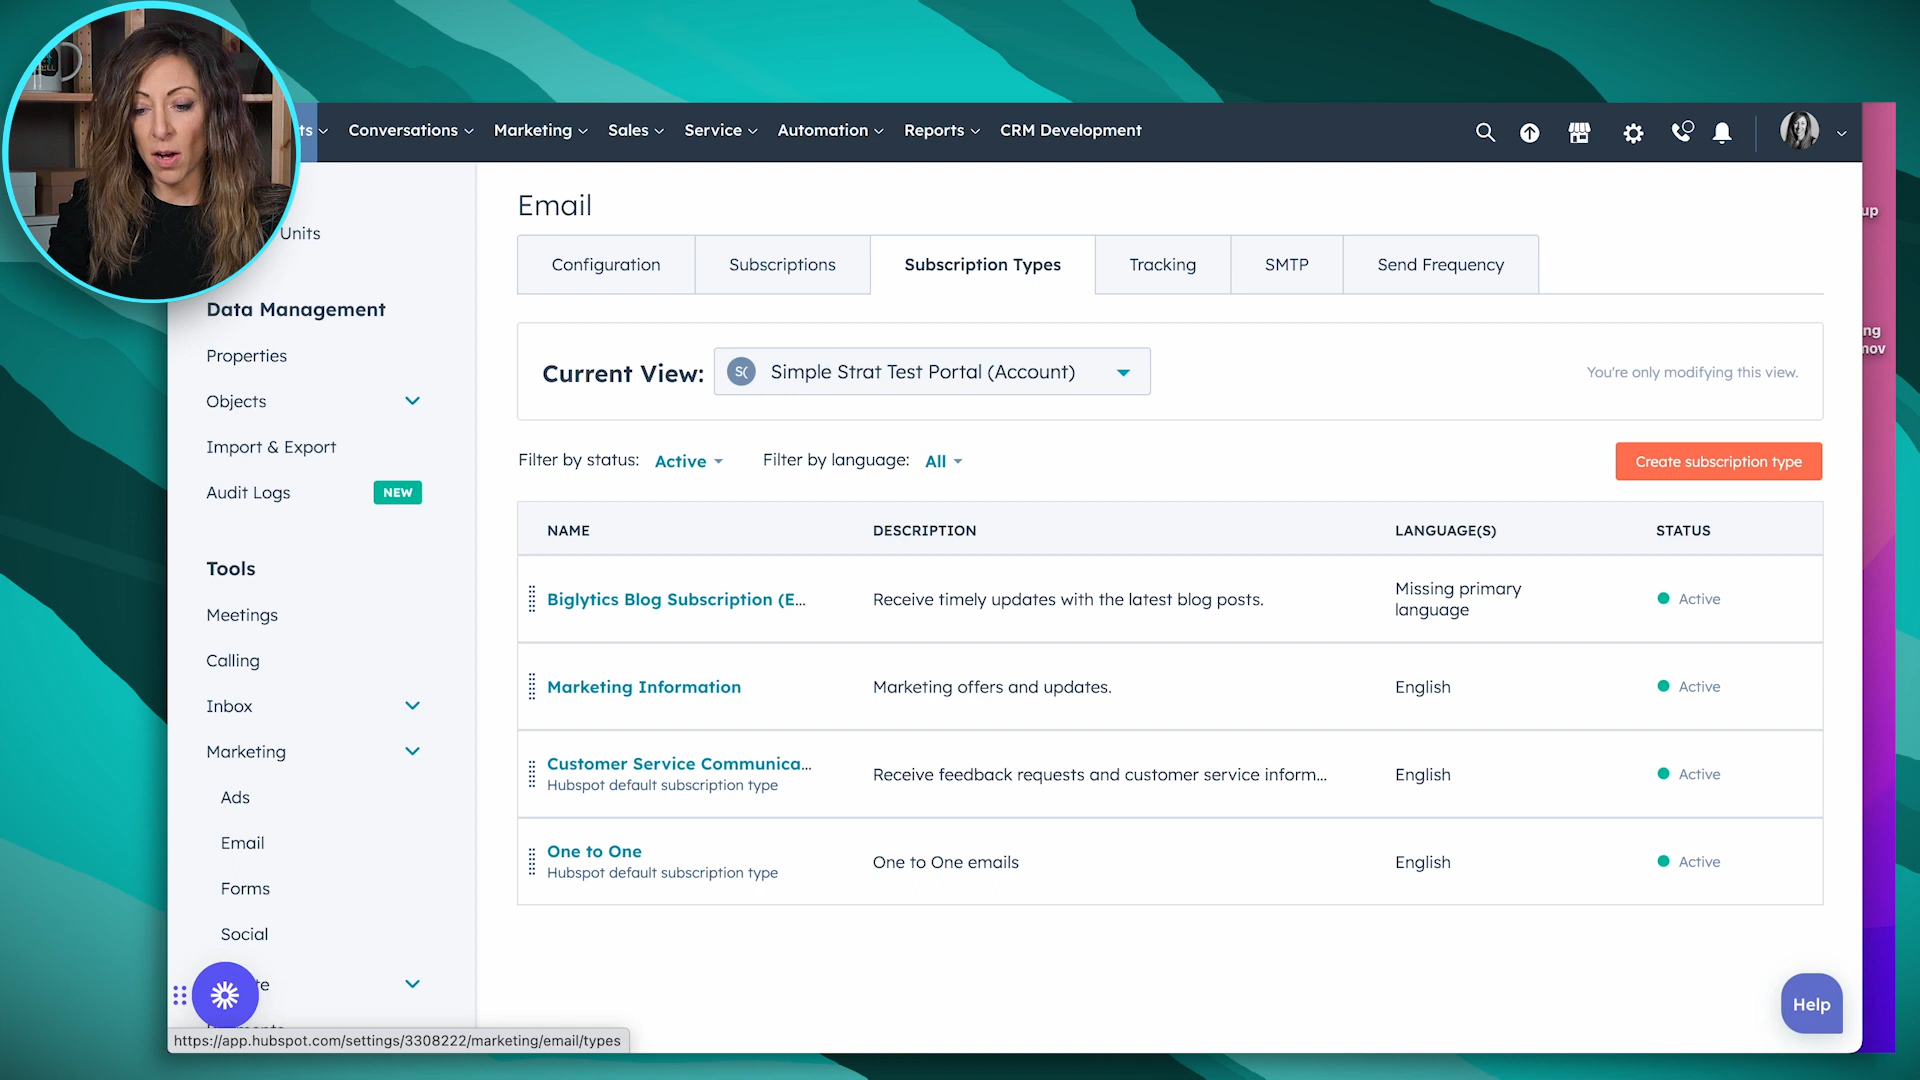 ts
Conversations
Marketing
Sales
Service
Automation
Reports
CRM Development
Units
Data Management
Properties
Objects
Import & Export
Audit Logs
NEW
Tools
Meetings
Calling
Inbox
Marketing
Ads
Email
Forms
Social
te
https://app.hubspot.com/settings/3308222/marketing/email/types
Email
Configuration
Subscriptions
Subscription Types
Tracking
SMTP
Send Frequency
Current View:
S(
Simple Strat Test Portal (Account)
You're only modifying this view.
Filter by status:
Active
Filter by language:
All
Create subscription type
NAME
DESCRIPTION
LANGUAGE(S)
STATUS
Biglytics Blog Subscription (E...
Receive timely updates with the latest blog posts.
Missing primary
language
Active
Marketing Information
Marketing offers and updates.
English
Active
Customer Service Communica...
Hubspot default subscription type
Receive feedback requests and customer service inform...
English
Active
One to One
Hubspot default subscription type
One to One emails
English
Active
Help
up
ng
nov